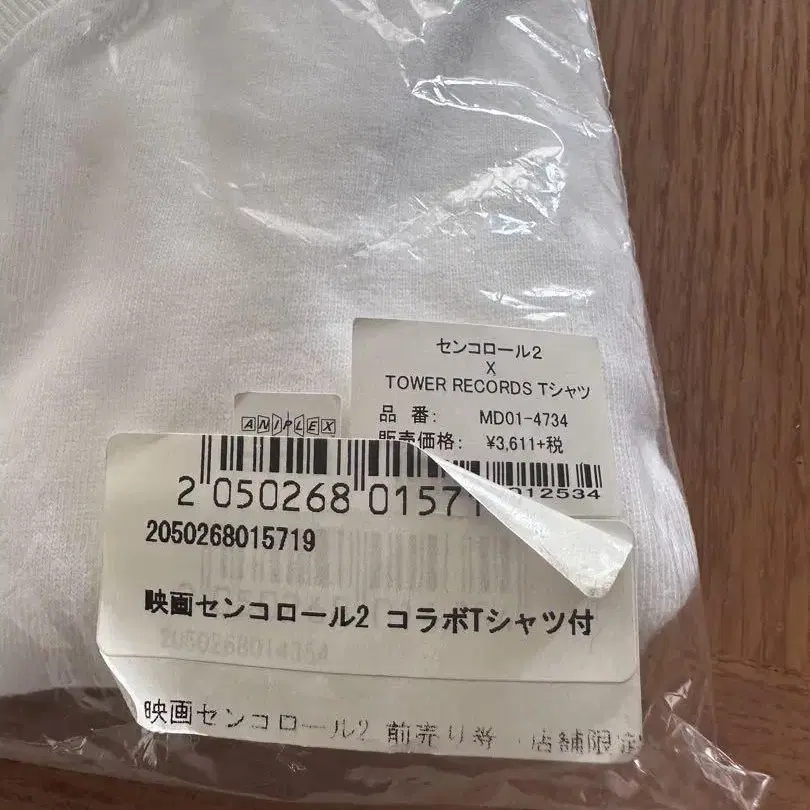 センコロール2
X
TOWER RECORDS Tシャツ
品 番: MD01-4734
販売価格: ¥3,611+税
012534
ANIPLEX
2 050268 01571
2050268015719
映画センコロール2 コラボTシャツ付
2050268014354
映画センコロール2 前売り券 店舗限定